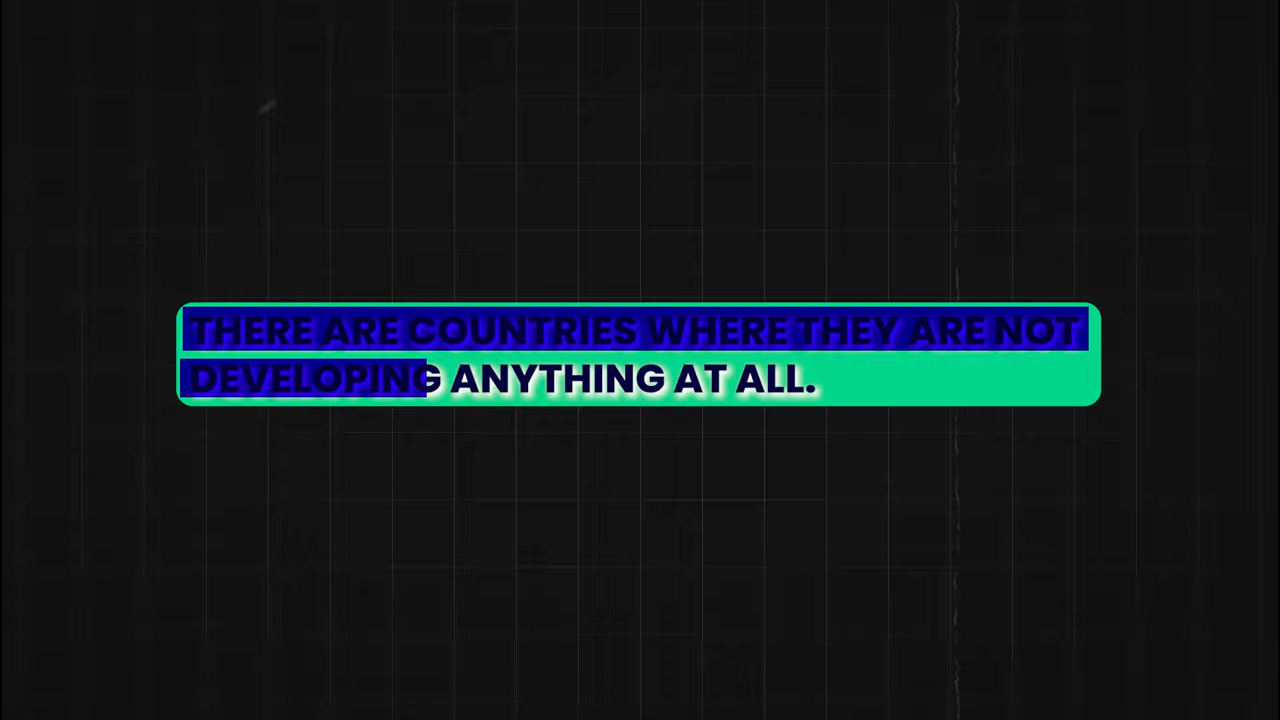 THERE ARE COUNTRIES WHERE THEY ARE NOT
DEVELOPING ANYTHING AT ALL.